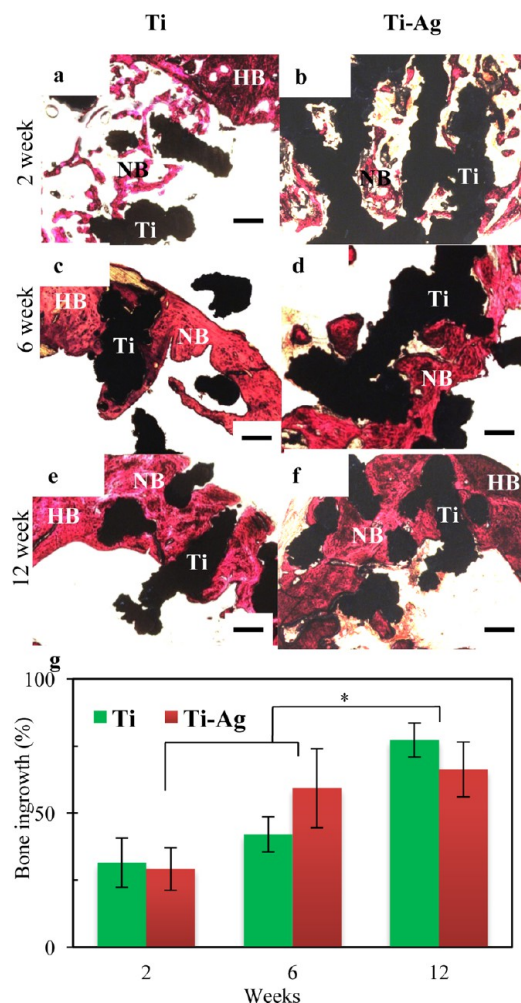 Ti Ti-Ag
2 week
a
HB
NB
Ti
b
NB
Ti
6 week
c
HB
Ti
NB
d
Ti
NB
12 week
e
NB
HB
Ti
f
HB
Ti
NB
g
100
50
0
Bone ingrowth (%)
Ti Ti-Ag
*
2 6 12
Weeks